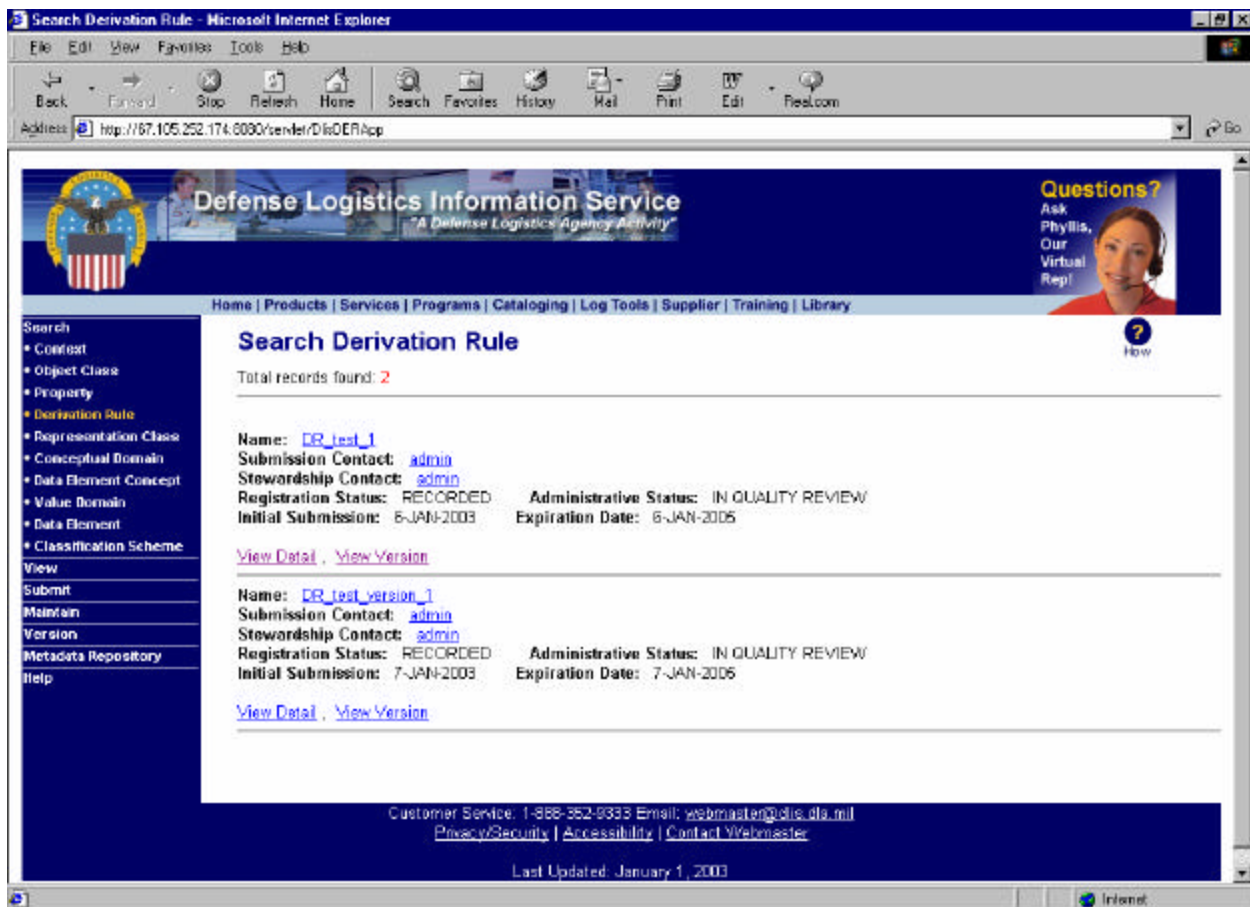 Search Derivation Rule - Microsoft Internet Explorer
File Edit View Favorites Tools Help
Back Forward Stop Refresh Home Search Favorites History Mail Print Edit Real.com
Address http://67.105.252.174:8080/servlet/DlisDERApp Go
Defense Logistics Information Service
"A Defense Logistics Agency Activity"
Questions?
Ask
Phyllis,
Our
Virtual
Rep!
Home | Products | Services | Programs | Cataloging | Log Tools | Supplier | Training | Library
Search
• Context
• Object Class
• Property
• Derivation Rule
• Representation Class
• Conceptual Domain
• Data Element Concept
• Value Domain
• Data Element
• Classification Scheme
View
Submit
Maintain
Version
Metadata Repository
Help
Search Derivation Rule
?
How
Total records found: 2
Name: DR_test_1
Submission Contact: admin
Stewardship Contact: admin
Registration Status: RECORDED Administrative Status: IN QUALITY REVIEW
Initial Submission: 6-JAN-2003 Expiration Date:
View Detail , View Version
Name: DR_test_version_1
Submission Contact: admin
Stewardship Contact: admin
Registration Status: RECORDED Administrative Status: IN QUALITY REVIEW
Initial Submission: 7-JAN-2003 Expiration Date:
View Detail , View Version
Customer Service: 1-888-352-9333 Email: webmaster@dlis.dla.mil
Privacy/Security | Accessibility | Contact Webmaster
Last Updated: January 1, 2003
Internet